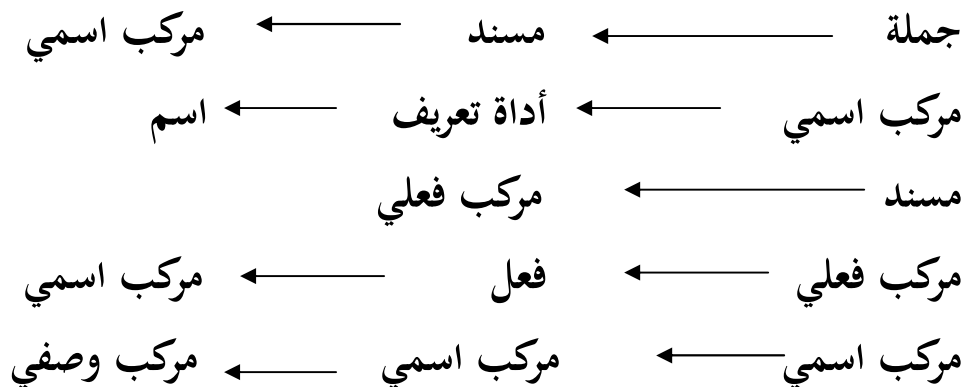 جملة ← مسند ← مركب اسمي
مركب اسمي ← أداة تعريف ← اسم
مسند ← مركب فعلي
مركب فعلي ← فعل ← مركب اسمي
مركب اسمي ← مركب اسمي ← مركب وصفي